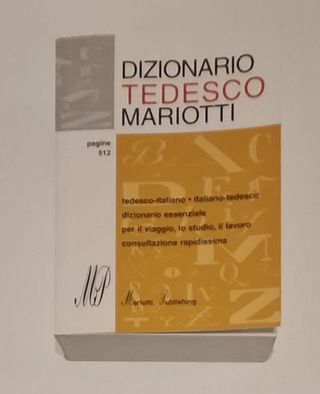 DIZIONARIO
TEDESCO
MARIOTTI
pagine
512
tedesco-italiano • italiano-tedesco
dizionario essenziale
per il viaggio, lo studio, il lavoro
consultazione rapidissima
MP
Mariotti Publishing